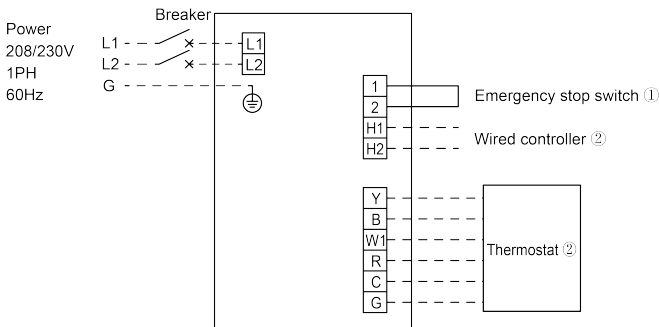 Breaker
Power
208/230V
1PH
60Hz
L1
L2
G
L1
L2
1
2
Emergency stop switch ①
H1
H2
Wired controller ②
Y
B
W1
R
C
G
Thermostat ②